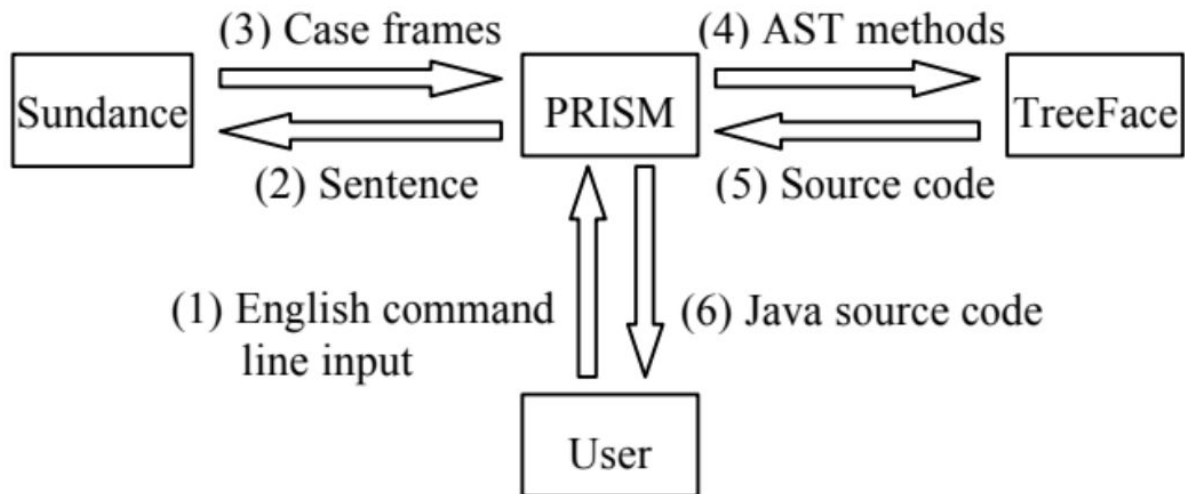 (3) Case frames
(4) AST methods
Sundance
PRISM
TreeFace
(2) Sentence
(5) Source code
(1) English command
line input
(6) Java source code
User